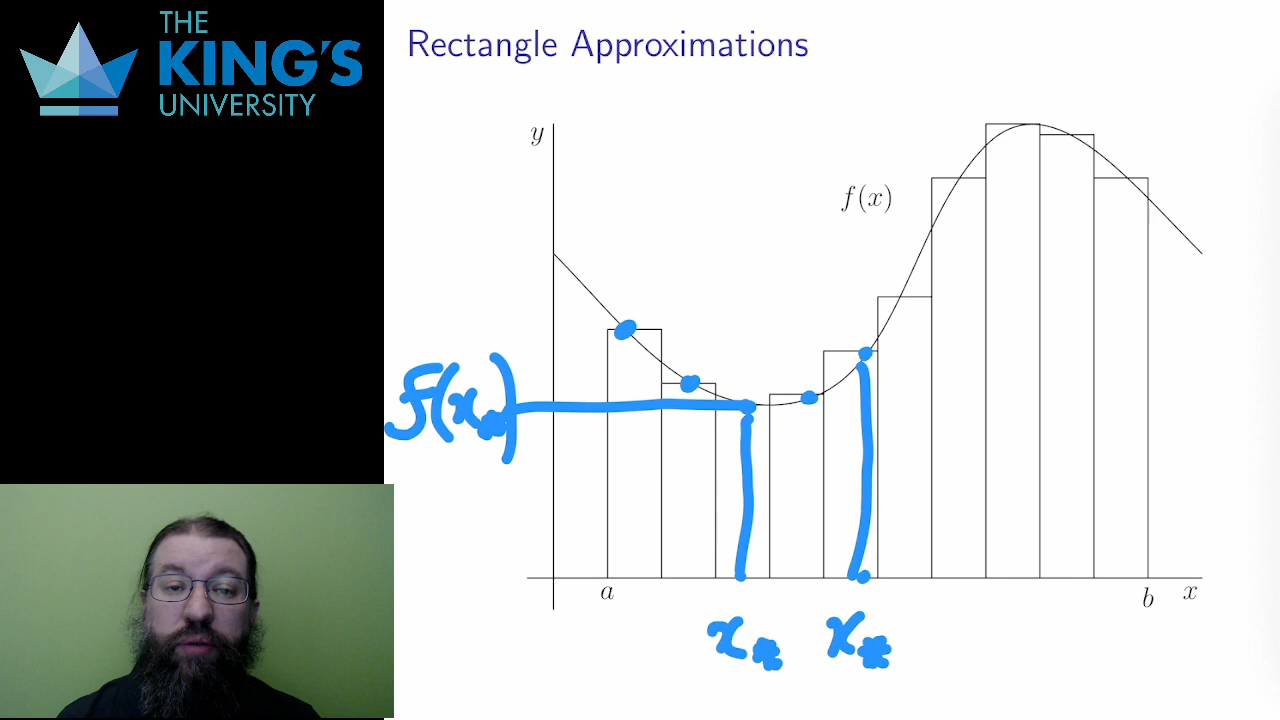 THE
KING'S
UNIVERSITY
Rectangle Approximations
y
f(x)
f(x*)
a
b
x
x*
x*